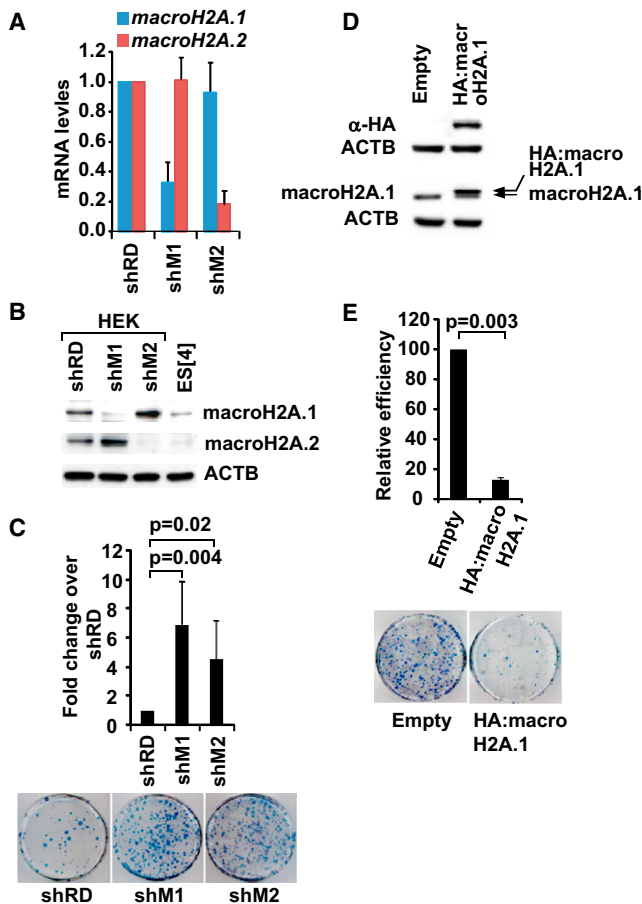 A
macroH2A.1
macroH2A.2
mRNA levles
1.2
1.0
0.8
0.6
0.4
0.2
0.0
shRD
shM1
shM2
B
HEK
shRD
shM1
shM2
ES[4]
macroH2A.1
macroH2A.2
ACTB
C
p=0.02
p=0.004
Fold change over
shRD
12
10
8
6
4
2
0
shRD
shM1
shM2
shRD
shM1
shM2
D
Empty
HA:macr
oH2A.1
α-HA
ACTB
HA:macro
H2A.1
macroH2A.1
macroH2A.1
ACTB
E
p=0.003
Relative efficiency
120
100
80
60
40
20
0
Empty
HA:macro
H2A.1
Empty
HA:macro
H2A.1